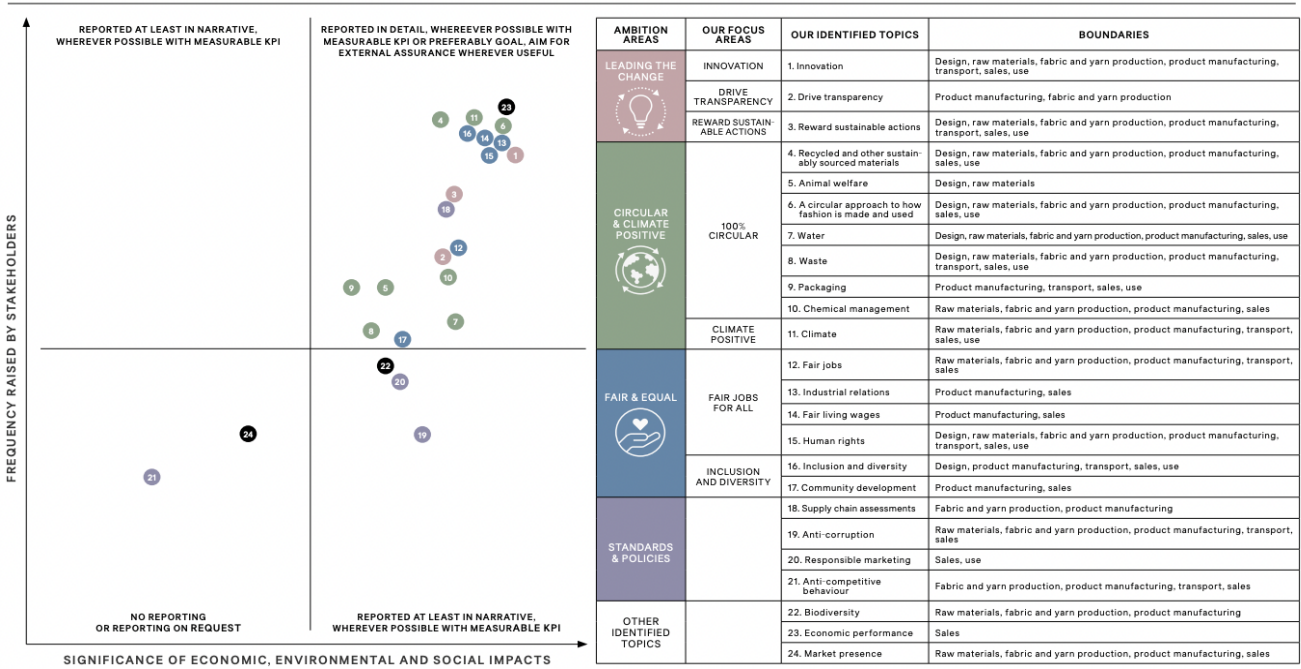 REPORTED AT LEAST IN NARRATIVE,
WHEREVER POSSIBLE WITH MEASURABLE KPI
REPORTED IN DETAIL, WHEREEVER POSSIBLE WITH
MEASURABLE KPI OR PREFERABLY GOAL, AIM FOR
EXTERNAL ASSURANCE WHEREVER USEFUL
23
4
11
6
16
14
13
15
1
3
18
12
2
10
9
5
7
8
17
22
20
19
24
21
NO REPORTING
OR REPORTING ON REQUEST
REPORTED AT LEAST IN NARRATIVE,
WHEREVER POSSIBLE WITH MEASURABLE KPI
FREQUENCY RAISED BY STAKEHOLDERS
SIGNIFICANCE OF ECONOMIC, ENVIRONMENTAL AND SOCIAL IMPACTS
AMBITION
AREAS
OUR FOCUS
AREAS
OUR IDENTIFIED TOPICS
BOUNDARIES
LEADING THE
CHANGE
INNOVATION
1. Innovation
Design, raw materials, fabric and yarn production, product manufacturing,
transport, sales, use
DRIVE
TRANSPARENCY
2. Drive transparency
Product manufacturing, fabric and yarn production
REWARD SUSTAIN-
ABLE ACTIONS
3. Reward sustainable actions
Design, raw materials, fabric and yarn production, product manufacturing,
transport, sales, use
CIRCULAR
& CLIMATE
POSITIVE
100%
CIRCULAR
4. Recycled and other sustain-
ably sourced materials
Design, raw materials, fabric and yarn production, product manufacturing,
sales, use
5. Animal welfare
Design, raw materials
6. A circular approach to how
fashion is made and used
Design, raw materials, fabric and yarn production, product manufacturing,
sales, use
7. Water
Design, raw materials, fabric and yarn production, product manufacturing, sales, use
8. Waste
Design, raw materials, fabric and yarn production, product manufacturing,
transport, sales, use
9. Packaging
Product manufacturing, transport, sales, use
10. Chemical management
Raw materials, fabric and yarn production, product manufacturing, sales
CLIMATE
POSITIVE
11. Climate
Raw materials, fabric and yarn production, product manufacturing, transport,
sales, use
FAIR & EQUAL
FAIR JOBS
FOR ALL
12. Fair jobs
Raw materials, fabric and yarn production, product manufacturing, transport,
sales
13. Industrial relations
Product manufacturing, sales
14. Fair living wages
Product manufacturing, sales
15. Human rights
Design, raw materials, fabric and yarn production, product manufacturing,
transport, sales, use
INCLUSION
AND DIVERSITY
16. Inclusion and diversity
Design, product manufacturing, transport, sales, use
17. Community development
Product manufacturing, sales
STANDARDS
& POLICIES
18. Supply chain assessments
Fabric and yarn production, product manufacturing
19. Anti-corruption
Raw materials, fabric and yarn production, product manufacturing, transport,
sales
20. Responsible marketing
Sales, use
21. Anti-competitive
behaviour
Fabric and yarn production, product manufacturing, transport, sales
OTHER
IDENTIFIED
TOPICS
22. Biodiversity
Raw materials, fabric and yarn production, product manufacturing
23. Economic performance
Sales
24. Market presence
Raw materials, fabric and yarn production, product manufacturing, sales